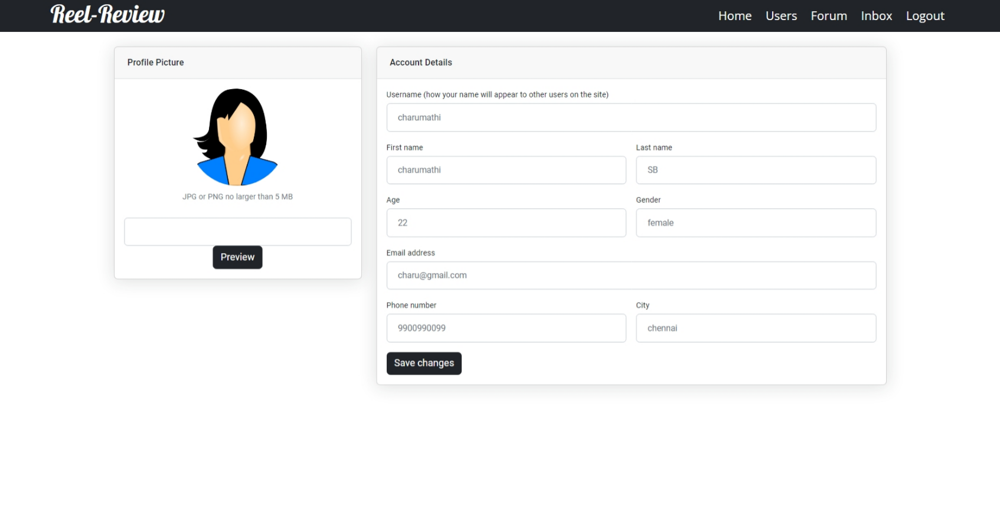 Reel-Review
Home Users Forum Inbox Logout
Profile Picture
JPG or PNG no larger than 5 MB
Preview
Account Details
Username (how your name will appear to other users on the site)
charumathi
First name Last name
charumathi SB
Age Gender
22 female
Email address
charu@gmail.com
Phone number City
9900990099 chennai
Save changes